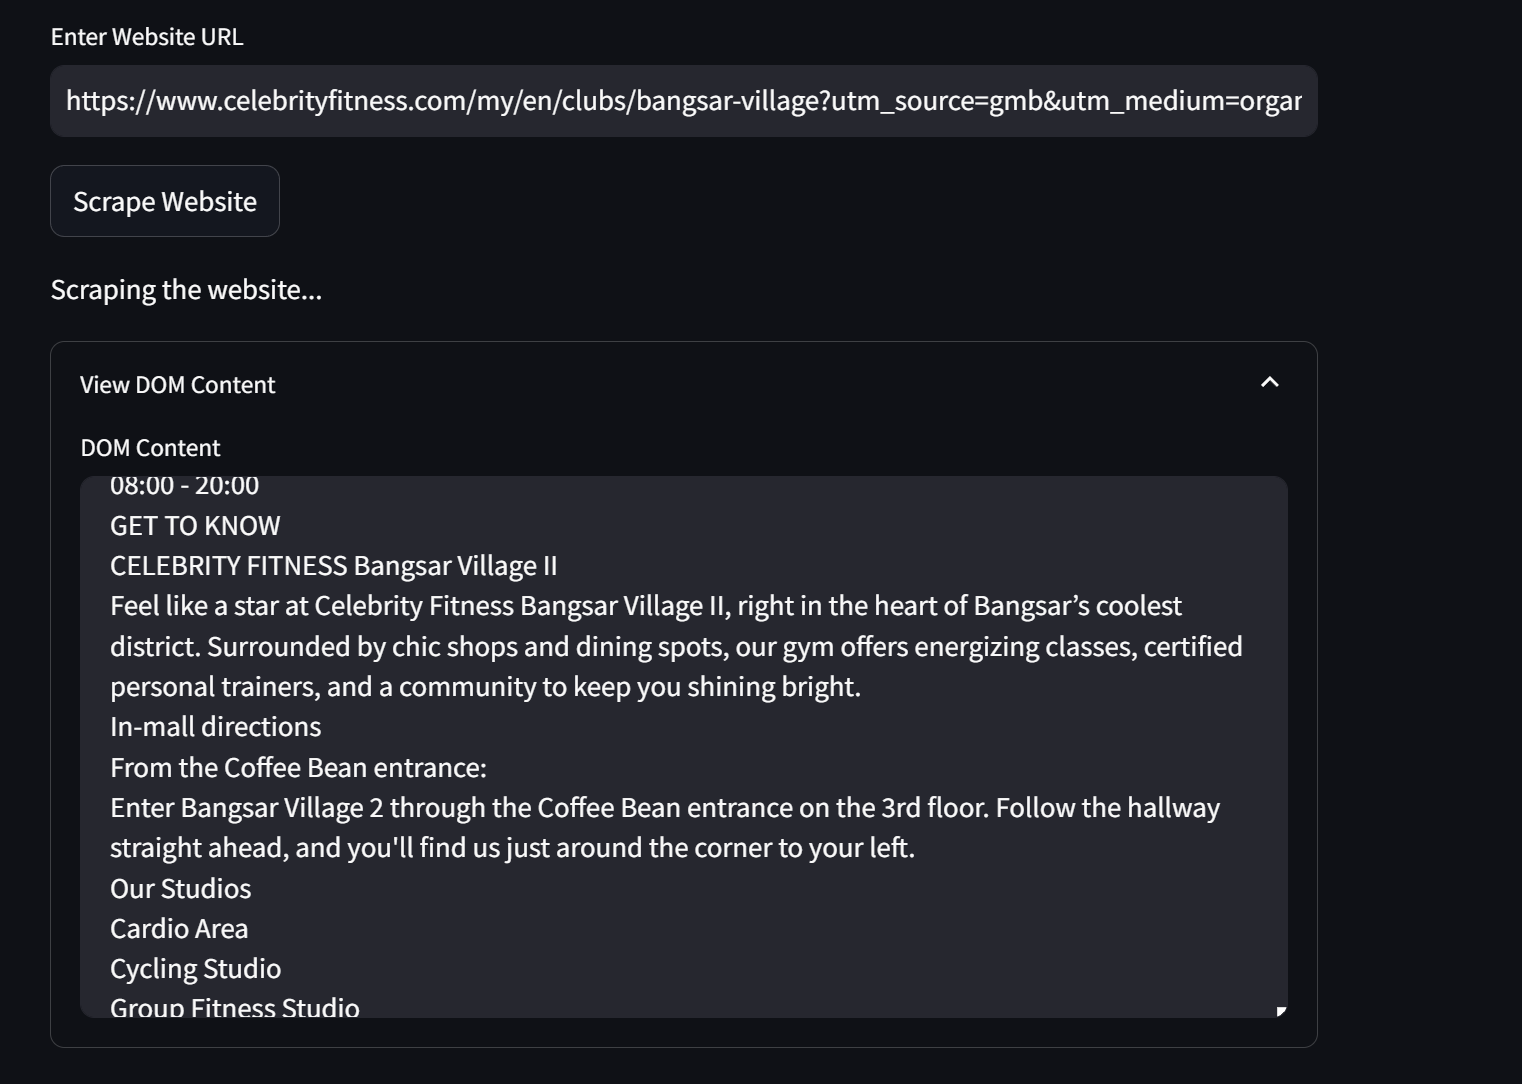 Enter Website URL
https://www.celebrityfitness.com/my/en/clubs/bangsar-village?utm_source=gmb&utm_medium=organ
Scrape Website
Scraping the website...
View DOM Content
DOM Content
08:00 - 20:00
GET TO KNOW
CELEBRITY FITNESS Bangsar Village II
Feel like a star at Celebrity Fitness Bangsar Village II, right in the heart of Bangsar’s coolest
district. Surrounded by chic shops and dining spots, our gym offers energizing classes, certified
personal trainers, and a community to keep you shining bright.
In-mall directions
From the Coffee Bean entrance:
Enter Bangsar Village 2 through the Coffee Bean entrance on the 3rd floor. Follow the hallway
straight ahead, and you'll find us just around the corner to your left.
Our Studios
Cardio Area
Cycling Studio
Group Fitness Studio